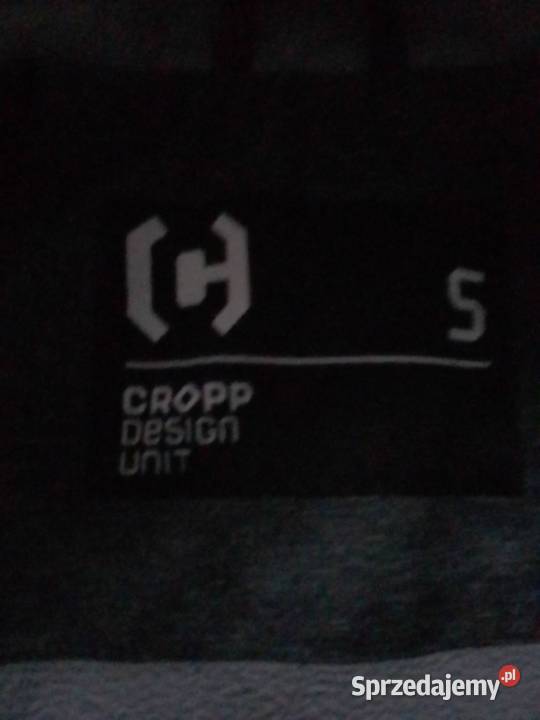 C
S
CROPP
DESIGN
UNIT
Sprzedajemy.pl